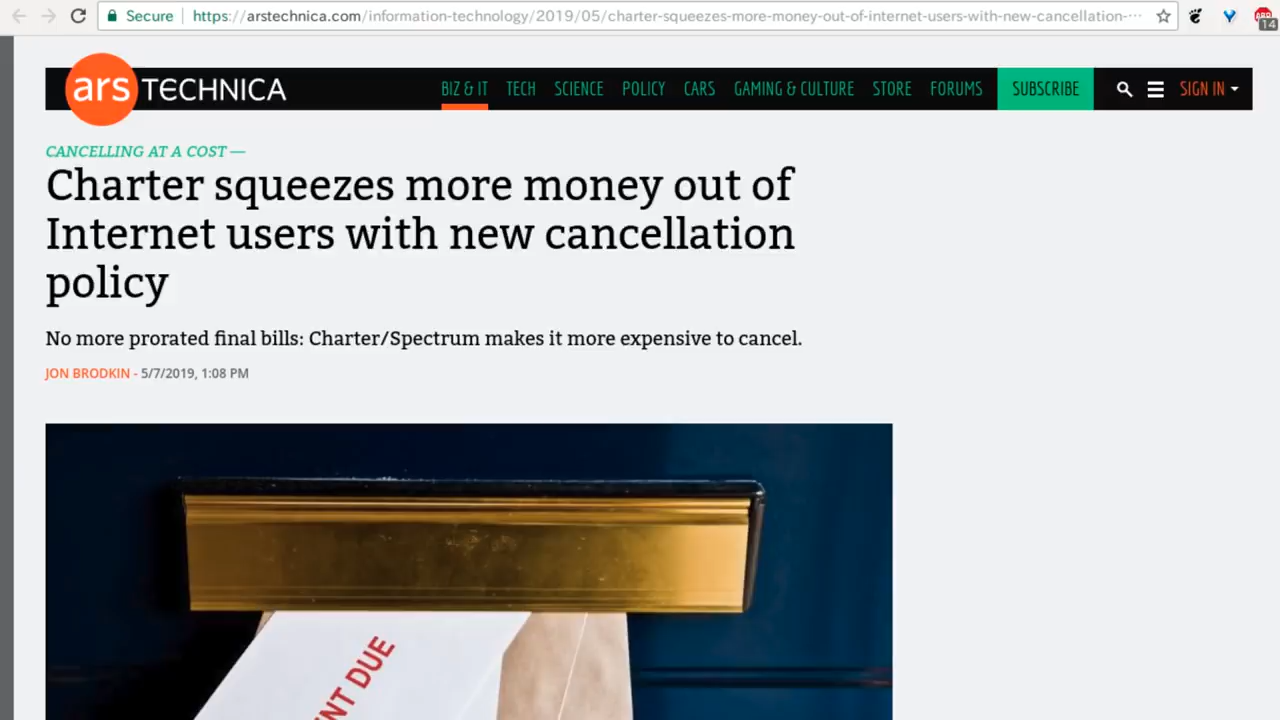 Secure
https://arstechnica.com/information-technology/2019/05/charter-squeezes-more-money-out-of-internet-users-with-new-cancellation-…
14
ars TECHNICA
BIZ & IT TECH SCIENCE POLICY CARS GAMING & CULTURE STORE FORUMS SUBSCRIBE SIGN IN
CANCELLING AT A COST —
Charter squeezes more money out of
Internet users with new cancellation
policy
No more prorated final bills: Charter/Spectrum makes it more expensive to cancel.
JON BRODKIN - 5/7/2019, 1:08 PM
NT DUE